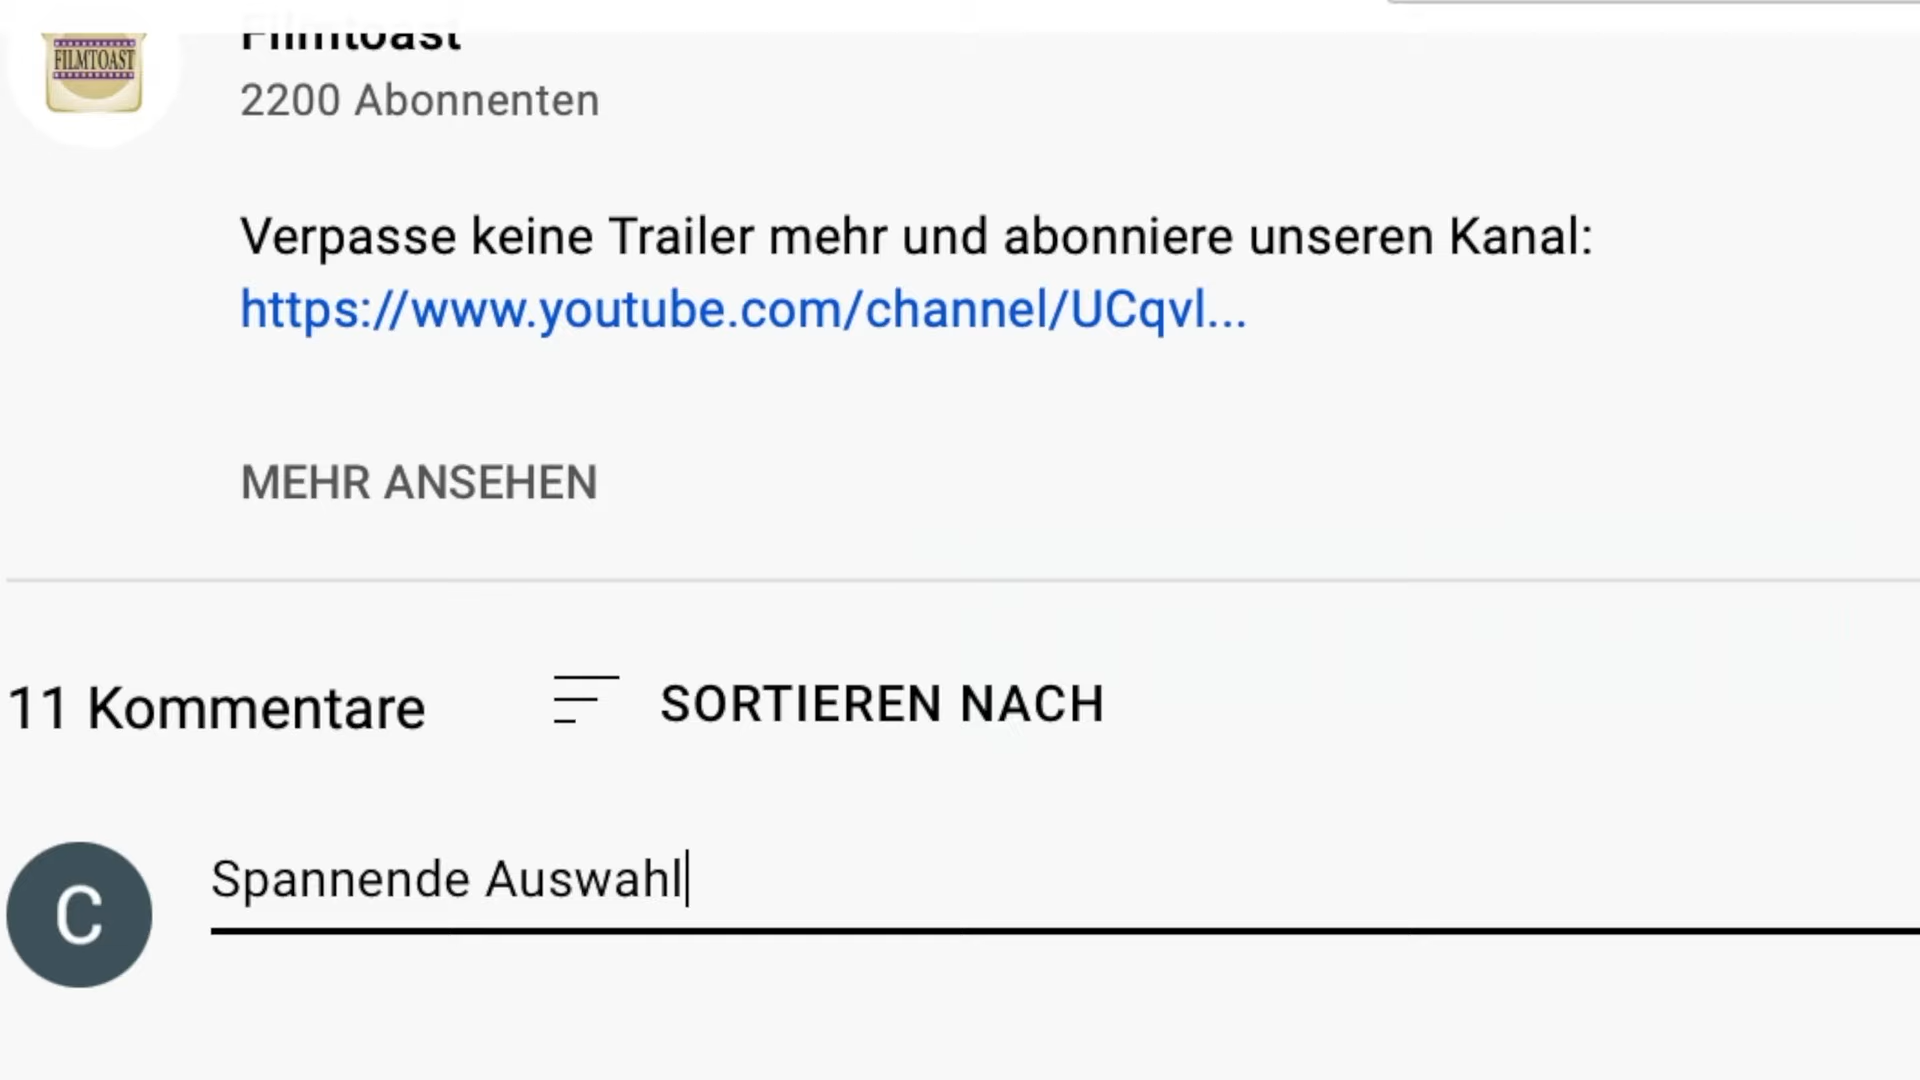 Filmtoast
FILMTOAST
2200 Abonnenten
Verpasse keine Trailer mehr und abonniere unseren Kanal:
https://www.youtube.com/channel/UCqvl...
MEHR ANSEHEN
11 Kommentare
SORTIEREN NACH
C
Spannende Auswahl